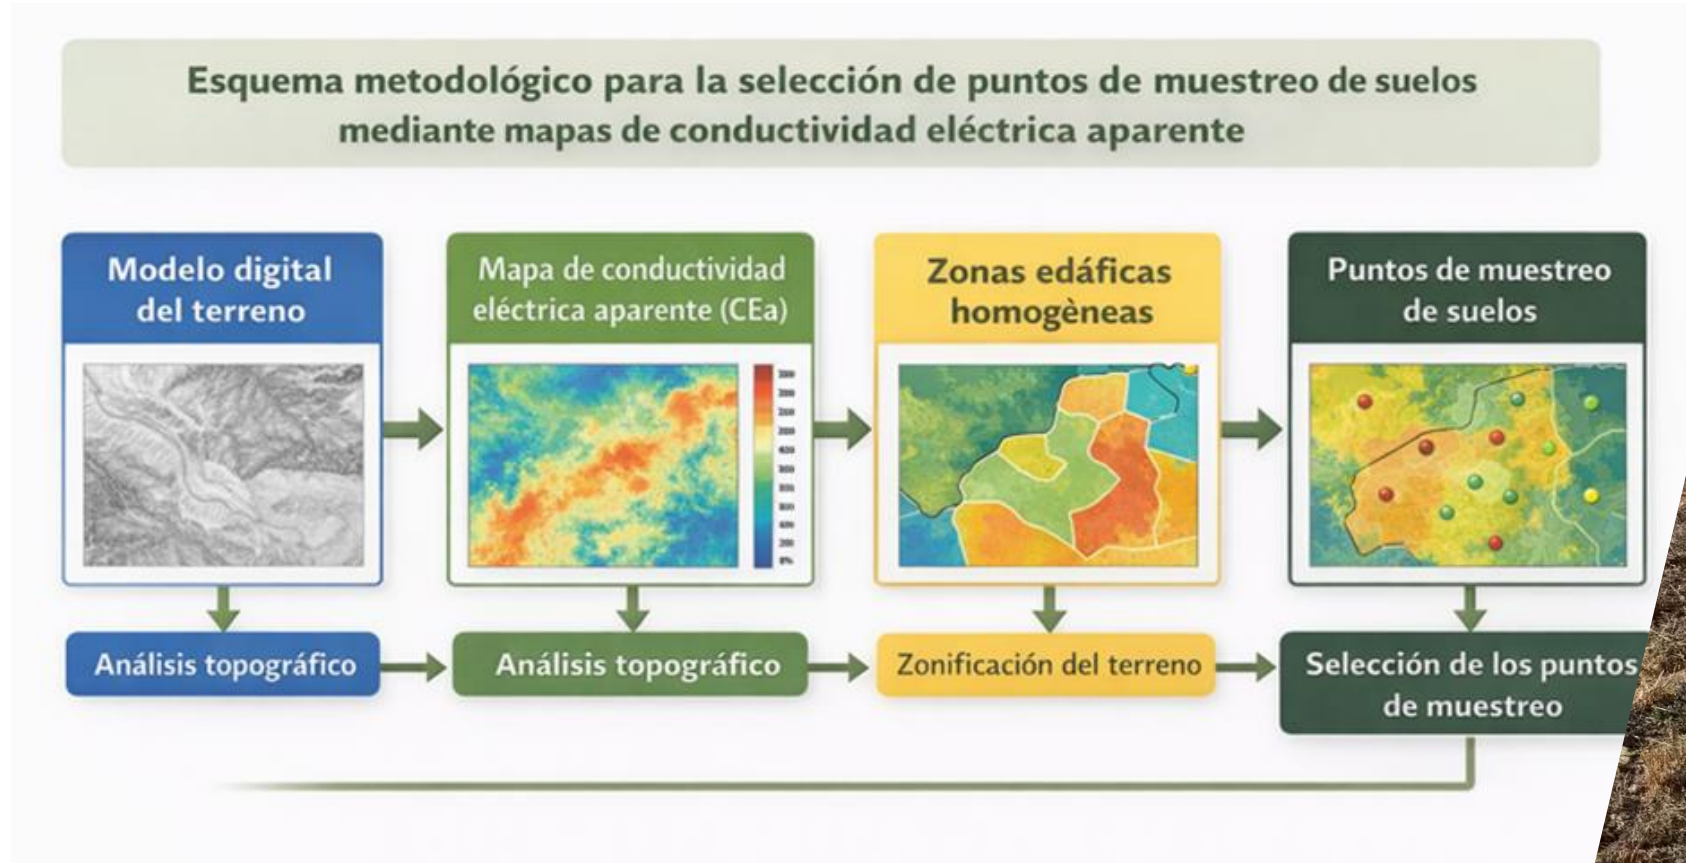 Esquema metodológico para la selección de puntos de muestreo de suelos
mediante mapas de conductividad eléctrica aparente
Modelo digital
del terreno
Mapa de conductividad
eléctrica aparente (CEa)
Zonas edáficas
homogèneas
Puntos de muestreo
de suelos
Análisis topográfico
Análisis topográfico
Zonificación del terreno
Selección de los puntos
de muestreo